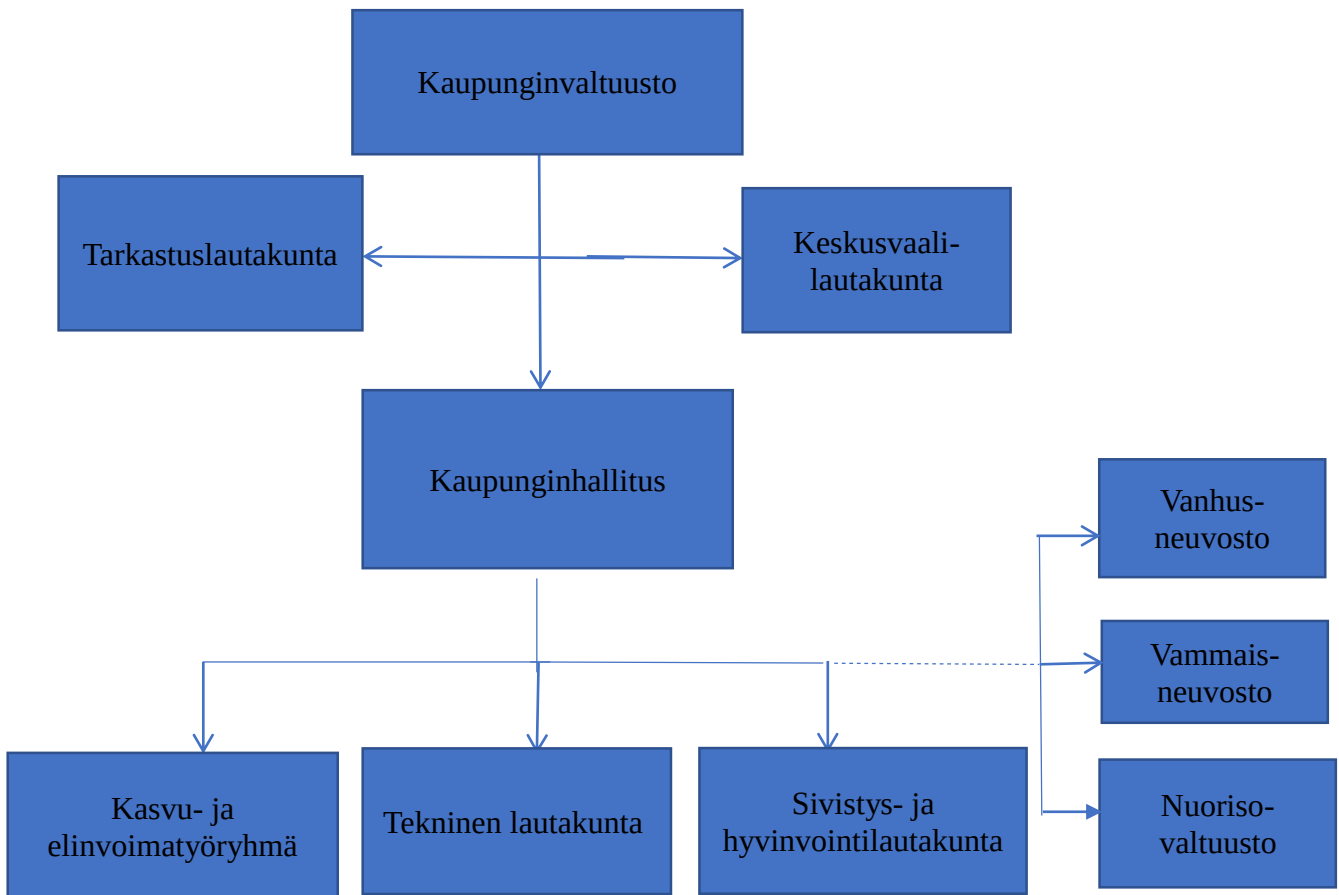 Kaupunginvaltuusto
Tarkastuslautakunta
Keskusvaali-
lautakunta
Kaupunginhallitus
Vanhus-
neuvosto
Vammais-
neuvosto
Kasvu- ja
elinvoimatyöryhmä
Tekninen lautakunta
Sivistys- ja
hyvinvointilautakunta
Nuoriso-
valtuusto